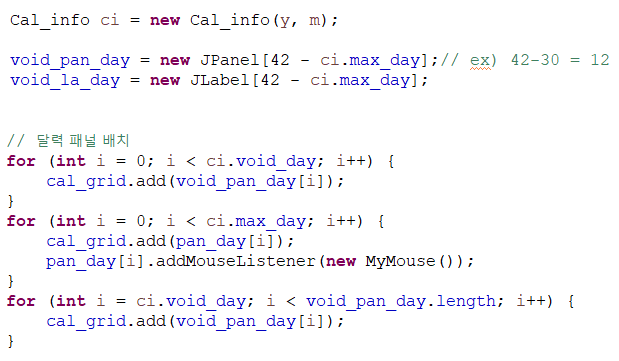 Cal_info ci = new Cal_info(y, m);
void_pan_day = new JPanel[42 - ci.max_day];// ex) 42-30 = 12
void_la_day = new JLabel[42 - ci.max_day];
// 달력 패널 배치
for (int i = 0; i < ci.void_day; i++) {
cal_grid.add(void_pan_day[i]);
}
for (int i = 0; i < ci.max_day; i++) {
cal_grid.add(pan_day[i]);
pan_day[i].addMouseListener(new MyMouse());
}
for (int i = ci.void_day; i < void_pan_day.length; i++) {
cal_grid.add(void_pan_day[i]);
}